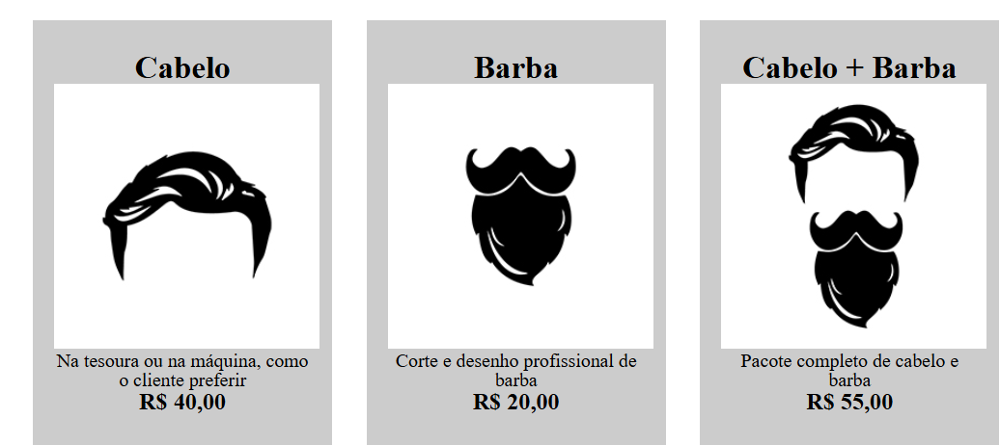 Cabelo
Na tesoura ou na máquina, como
o cliente preferir
R$ 40,00
Barba
Corte e desenho profissional de
barba
R$ 20,00
Cabelo + Barba
Pacote completo de cabelo e
barba
R$ 55,00